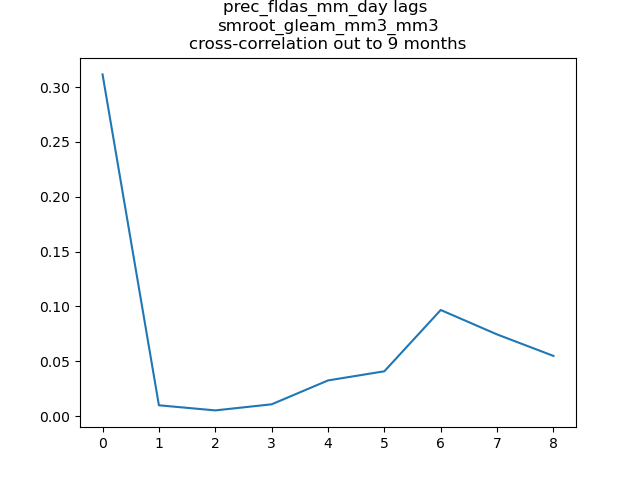 prec_fldas_mm_day lags
smroot_gleam_mm3_mm3
cross-correlation out to 9 months
0.30
0.25
0.20
0.15
0.10
0.05
0.00
0 1 2 3 4 5 6 7 8